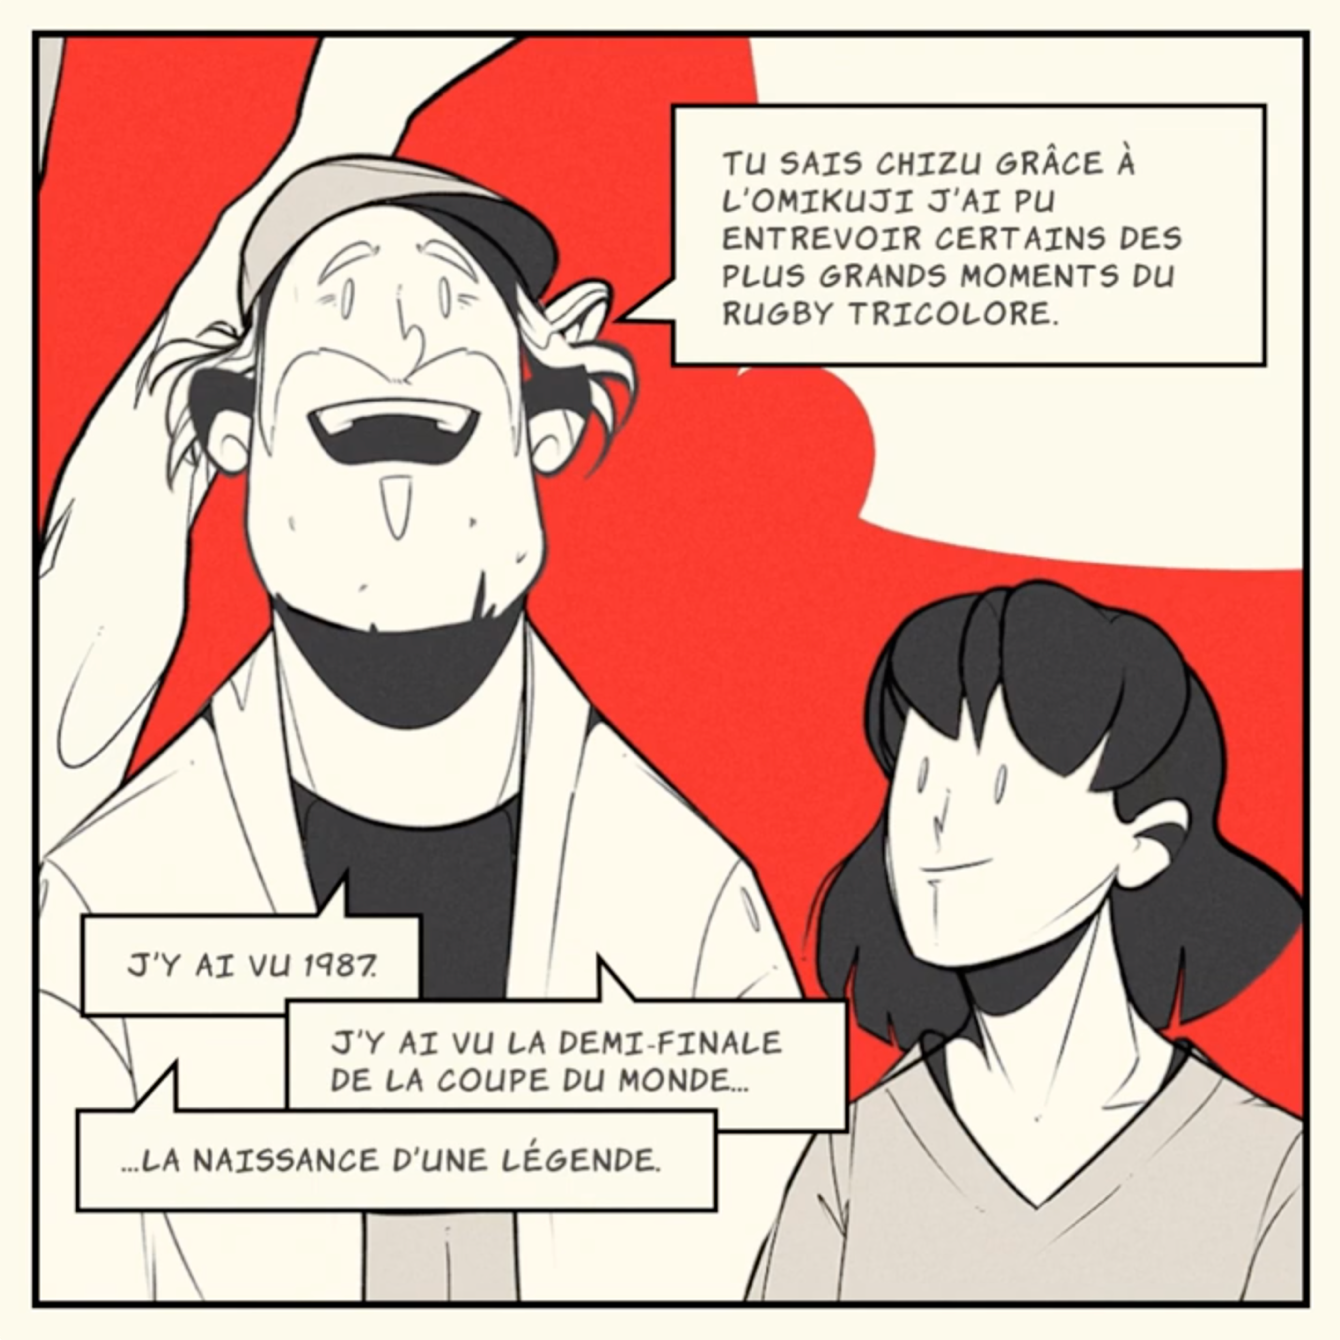 TU SAIS CHIZU GRÂCE À
L'OMIKUJI J'AI PU
ENTREVOIR CERTAINS DES
PLUS GRANDS MOMENTS DU
RUGBY TRICOLORE.
J'Y AI VU 1987.
J'Y AI VU LA DEMI-FINALE
DE LA COUPE DU MONDE...
...LA NAISSANCE D'UNE LÉGENDE.